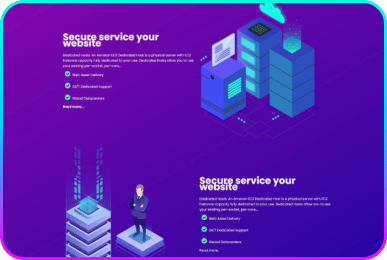 Secure service your
website
Dedicated Hosts. An Amazon EC2 Dedicated Host is a physical server with EC2
instance capacity fully dedicated to your use. Dedicated Hosts allow you to use
your existing per-socket, per-core,...
Web Asset Delivery
24/7 Dedicated Support
Global Datacenters
Read more...
Secure service your
website
Dedicated Hosts. An Amazon EC2 Dedicated Host is a physical server with EC2
instance capacity fully dedicated to your use. Dedicated Hosts allow you to use
your existing per-socket, per-core,...
Web Asset Delivery
24/7 Dedicated Support
Global Datacenters
Read more...